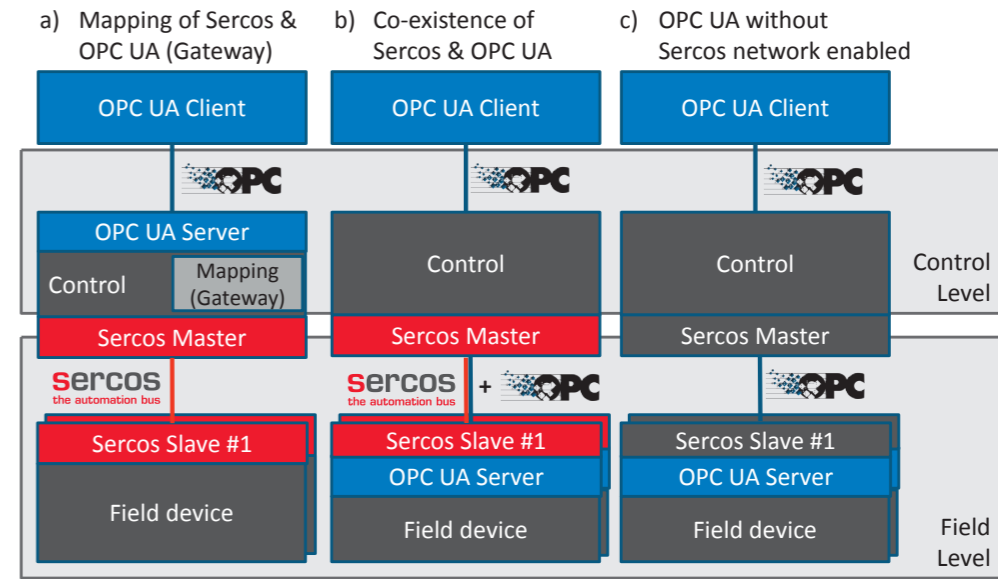 a) Mapping of Sercos &
OPC UA (Gateway)
b) Co-existence of
Sercos & OPC UA
c) OPC UA without
Sercos network enabled
OPC UA Client
OPC UA Client
OPC UA Client
OPC
OPC
OPC
OPC UA Server
Control
Mapping
(Gateway)
Control
Control
Control
Level
Sercos Master
Sercos Master
Sercos Master
sercos
the automation bus
sercos
the automation bus
+
OPC
OPC
Sercos Slave #1
Field device
Sercos Slave #1
OPC UA Server
Field device
Sercos Slave #1
OPC UA Server
Field device
Field
Level